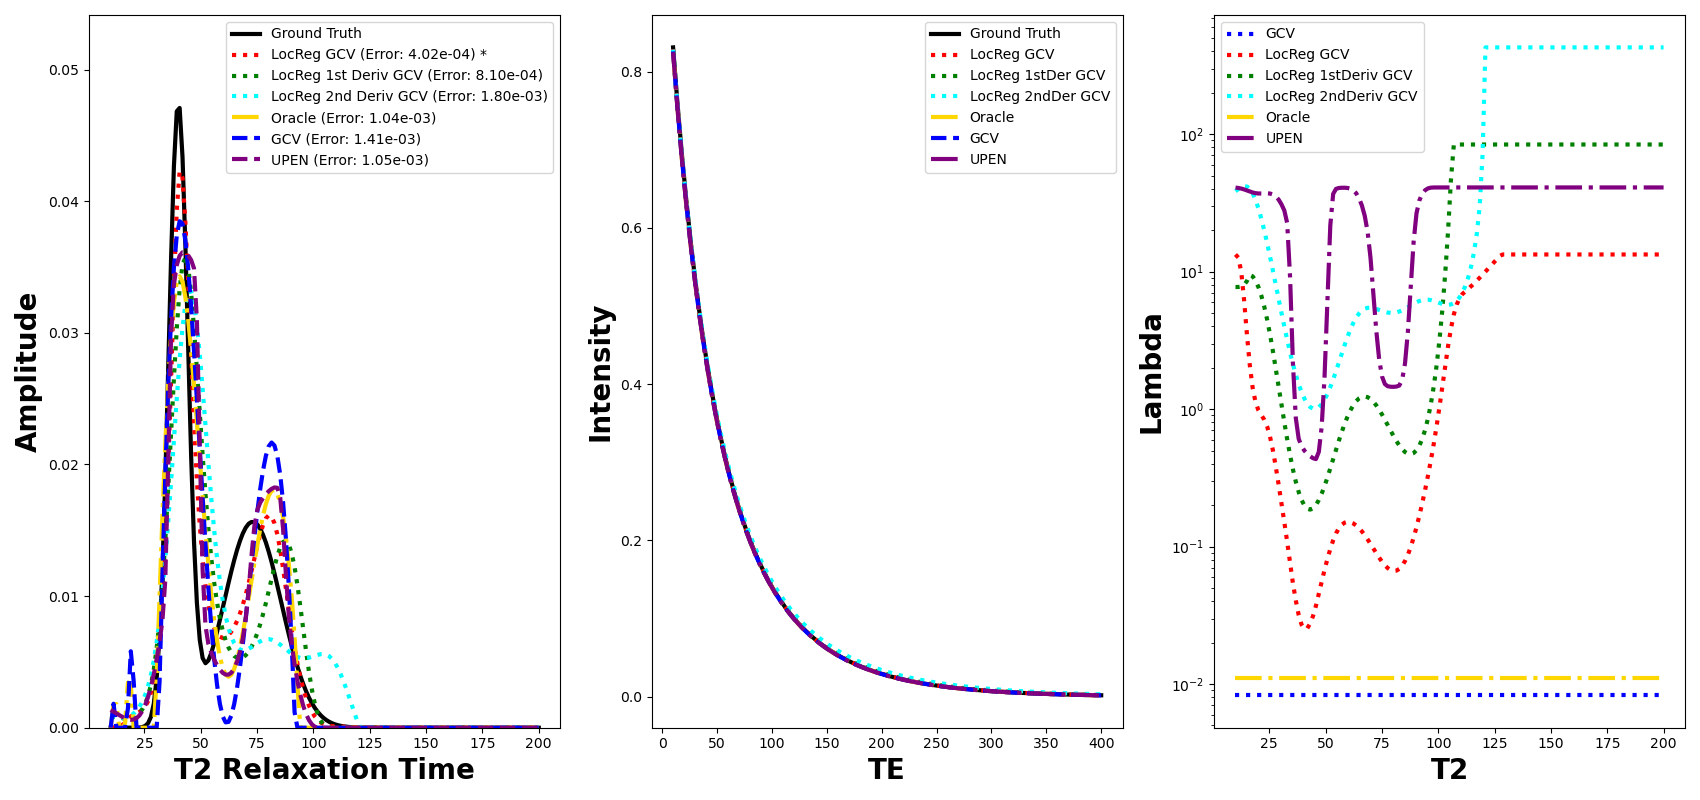 Amplitude
0.05
0.04
0.03
0.02
0.01
0.00
Ground Truth
LocReg GCV (Error: 4.02e-04) *
LocReg 1st Deriv GCV (Error: 8.10e-04)
LocReg 2nd Deriv GCV (Error: 1.80e-03)
Oracle (Error: 1.04e-03)
GCV (Error: 1.41e-03)
UPEN (Error: 1.05e-03)
25 50 75 100 125 150 175 200
T2 Relaxation Time
Intensity
0.8
0.6
0.4
0.2
0.0
Ground Truth
LocReg GCV
LocReg 1stDer GCV
LocReg 2ndDer GCV
Oracle
GCV
UPEN
0 50 100 150 200 250 300 350 400
TE
Lambda
10²
10¹
10⁰
10⁻¹
10⁻²
GCV
LocReg GCV
LocReg 1stDeriv GCV
LocReg 2ndDeriv GCV
Oracle
UPEN
25 50 75 100 125 150 175 200
T2